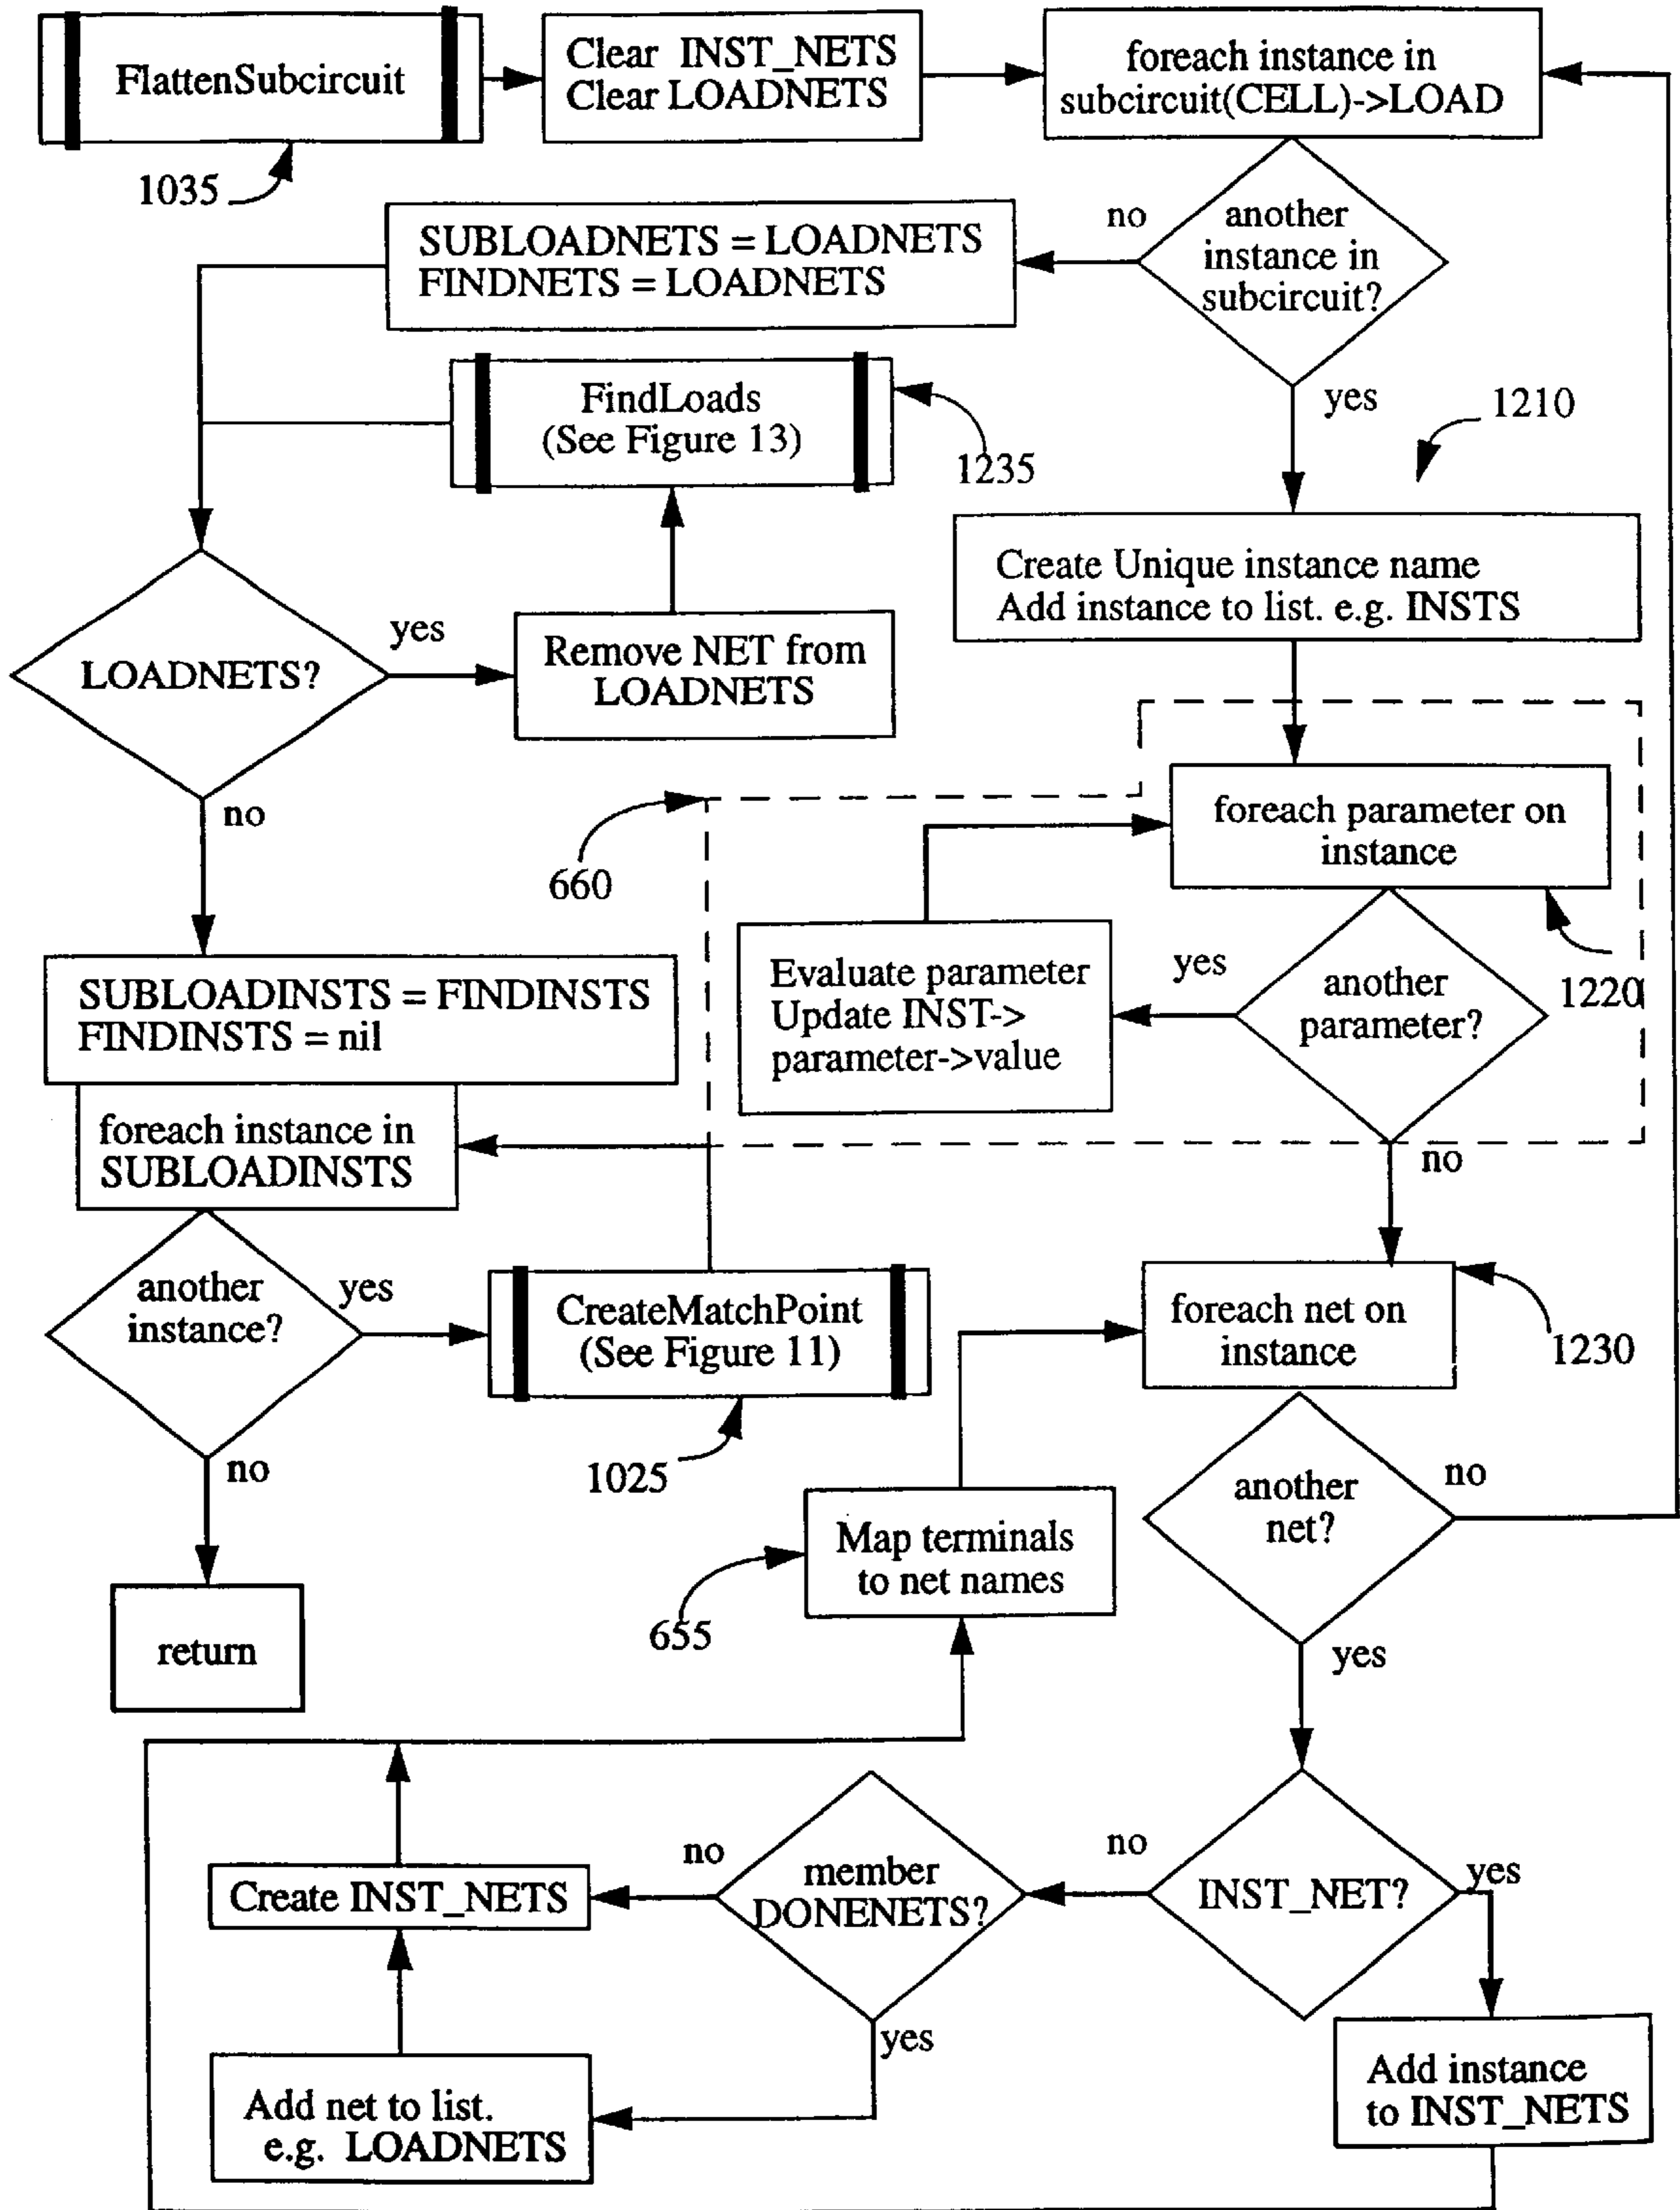 FlattenSubcircuit
Clear INST_NETS
Clear LOADNETS
foreach instance in
subcircuit(CELL)->LOAD
1035
SUBLOADNETS = LOADNETS
FINDNETS = LOADNETS
no
another
instance in
subcircuit?
yes
1210
FindLoads
(See Figure 13)
1235
Create Unique instance name
Add instance to list. e.g. INSTS
LOADNETS?
yes
Remove NET from
LOADNETS
no
660
foreach parameter on
instance
1220
Evaluate parameter
Update INST->
parameter->value
yes
another
parameter?
no
SUBLOADINSTS = FINDINSTS
FINDINSTS = nil
foreach instance in
SUBLOADINSTS
another
instance?
yes
CreateMatchPoint
(See Figure 11)
1025
no
return
foreach net on
instance
1230
another
net?
no
yes
Map terminals
to net names
655
INST_NET?
no
yes
member
DONENETS?
no
yes
Create INST_NETS
Add net to list.
e.g. LOADNETS
Add instance
to INST_NETS